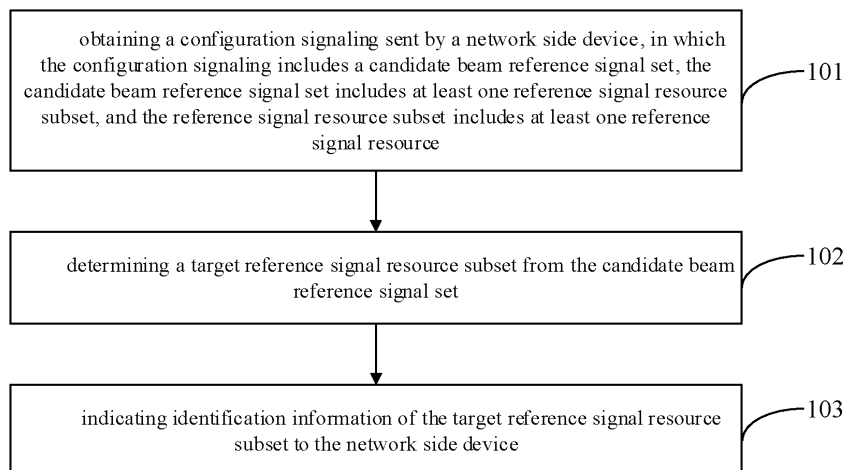 obtaining a configuration signaling sent by a network side device, in which
the configuration signaling includes a candidate beam reference signal set, the
candidate beam reference signal set includes at least one reference signal resource
subset, and the reference signal resource subset includes at least one reference
signal resource
101
determining a target reference signal resource subset from the candidate beam
reference signal set
102
indicating identification information of the target reference signal resource
subset to the network side device
103